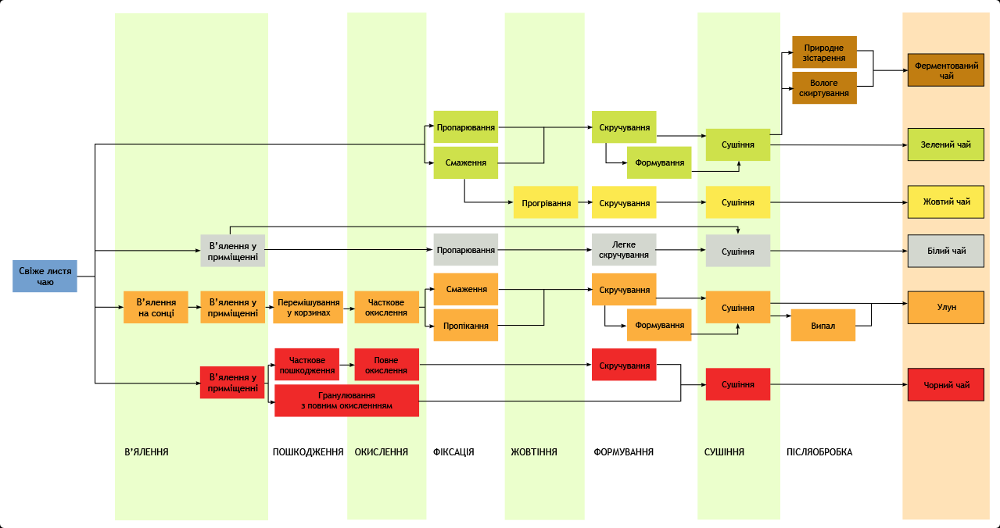 Природне
зістарення
Ферментований
чай
Вологе
скиртування
Пропарювання
Скручування
Сушіння
Зелений чай
Смаження
Формування
Прогрівання
Скручування
Сушіння
Жовтий чай
В’ялення у
приміщенні
Пропарювання
Легке
скручування
Сушіння
Білий чай
Свіже листя
чаю
В’ялення
на сонці
В’ялення у
приміщенні
Перемішування
у корзинах
Часткове
окислення
Смаження
Скручування
Сушіння
Улун
Пропікання
Формування
Випал
В’ялення у
приміщенні
Часткове
пошкодження
Повне
окислення
Скручування
Сушіння
Чорний чай
Гранулювання
з повним окисленнням
В’ЯЛЕННЯ
ПОШКОДЖЕННЯ
ОКИСЛЕННЯ
ФІКСАЦІЯ
ЖОВТІННЯ
ФОРМУВАННЯ
СУШІННЯ
ПІСЛЯОБРОБКА